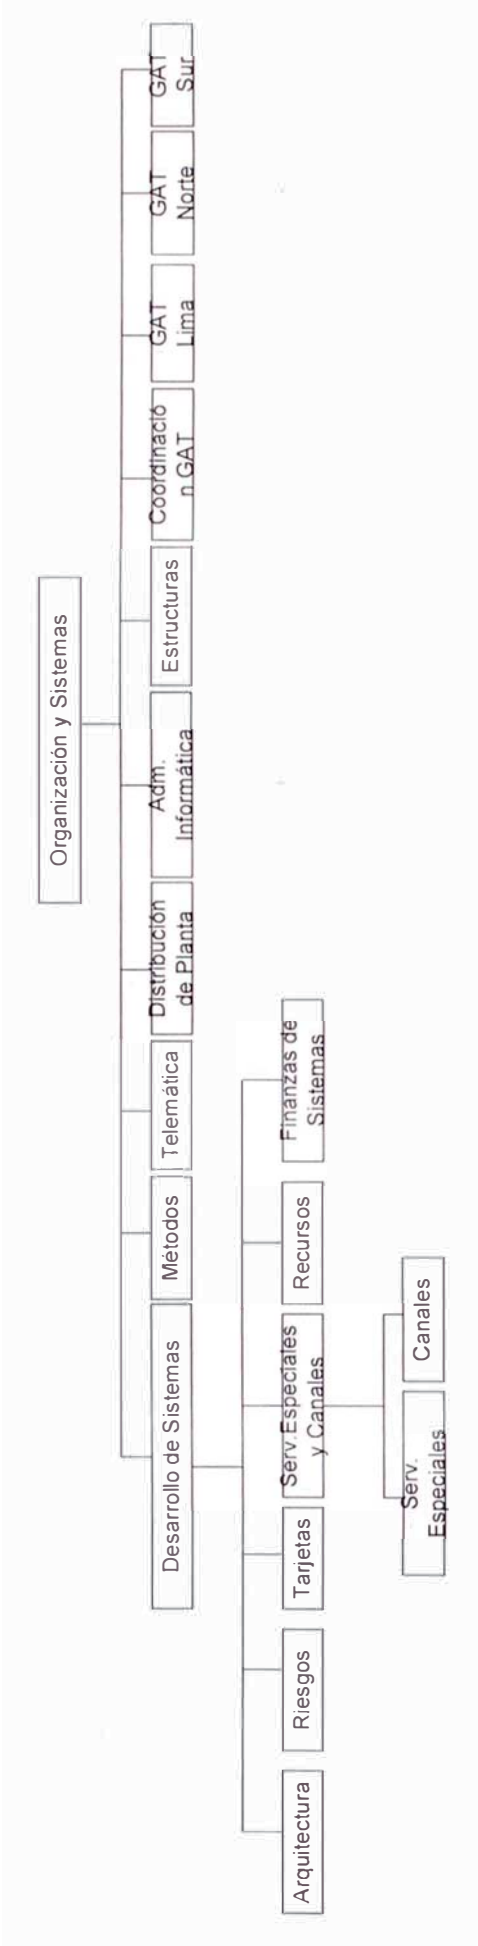 Organización y Sistemas
Desarrollo de Sistemas
Métodos
Telemática
Distribución
de Planta
Adm.
Informática
Estructuras
Coordinació
n GAT
GAT
Lima
GAT
Norte
GAT
Sur
Arquitectura
Riesgos
Tarjetas
Serv.Especiales
y Canales
Recursos
Finanzas de
Sistemas
Serv.
Especiales
Canales